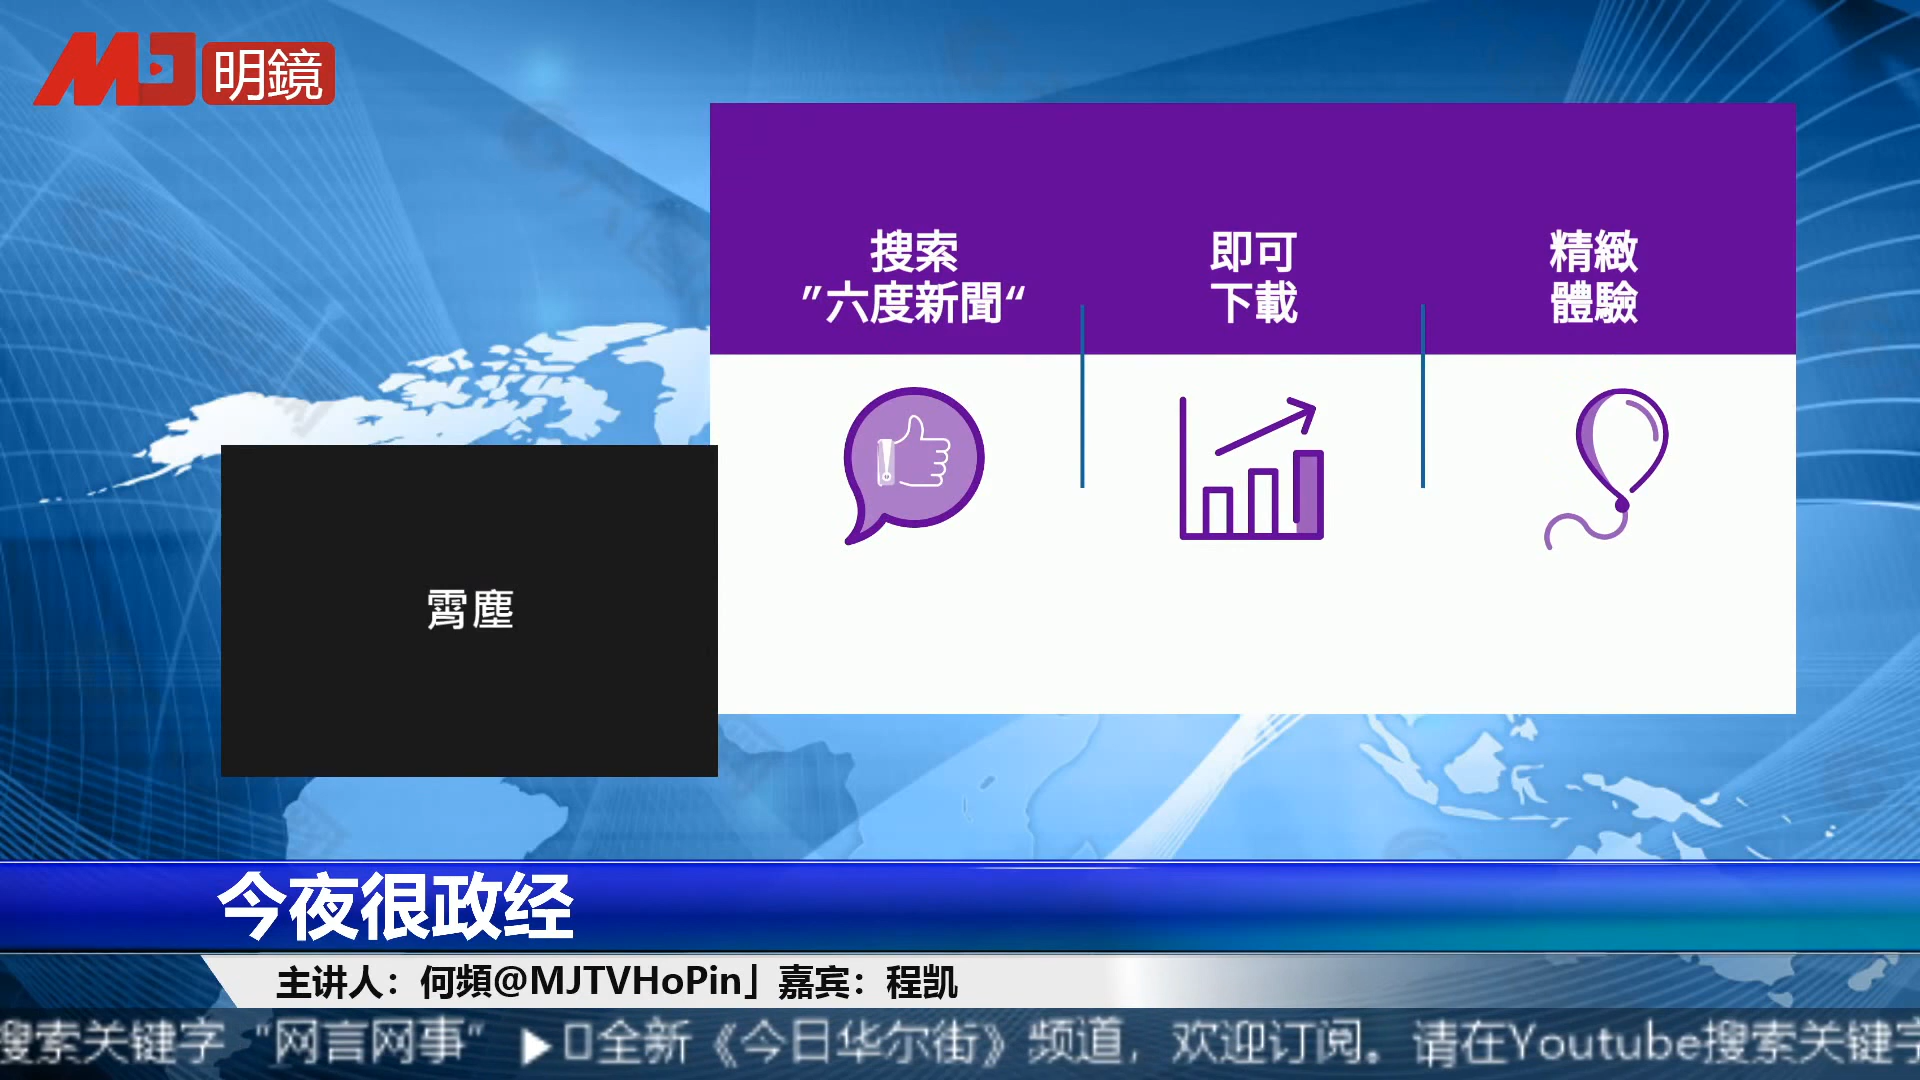 MJ 明鏡
搜索
”六度新聞“
即可
下載
精緻
體驗
霄塵
今夜很政经
主讲人：何頻@MJTVHoPin」嘉宾：程凯
搜索关键字“网言网事” ▶ 全新《今日华尔街》频道，欢迎订阅。请在Youtube搜索关键字